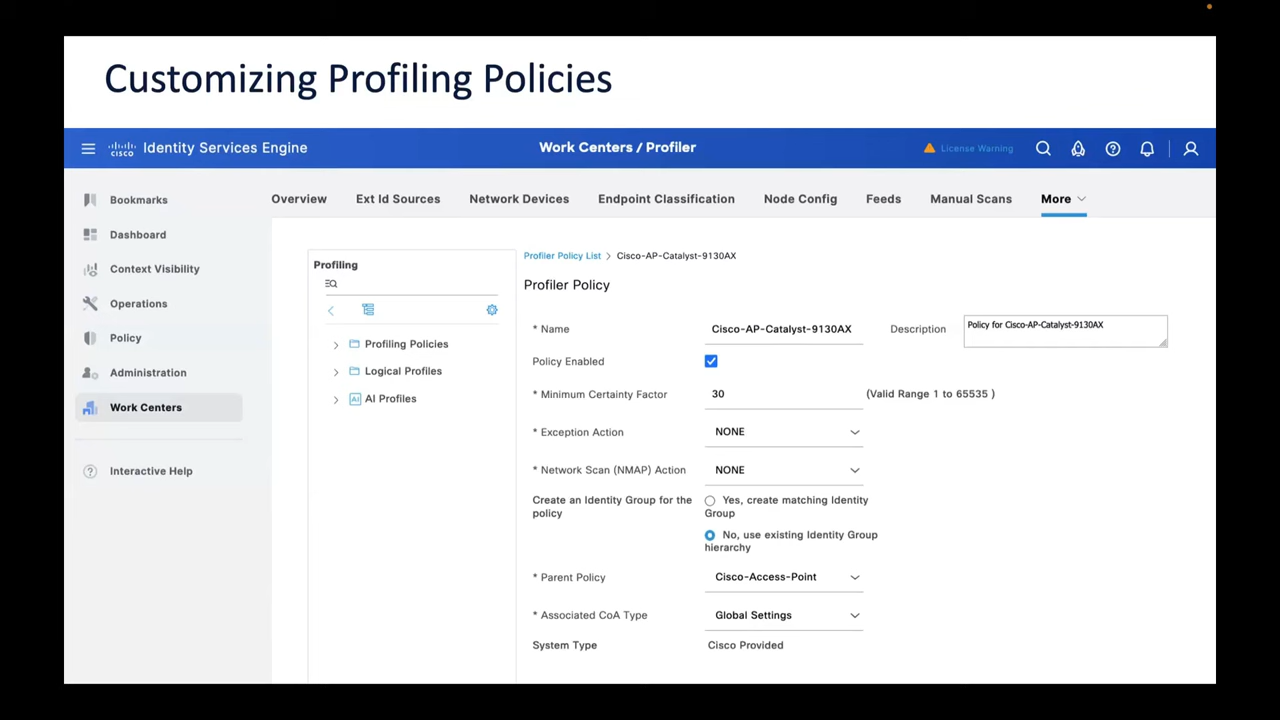 Customizing Profiling Policies
CISCO Identity Services Engine
Work Centers / Profiler
License Warning
Bookmarks
Dashboard
Context Visibility
Operations
Policy
Administration
Work Centers
Interactive Help
Overview Ext Id Sources Network Devices Endpoint Classification Node Config Feeds Manual Scans More
Profiling
Profiling Policies
Logical Profiles
AI AI Profiles
Profiler Policy List > Cisco-AP-Catalyst-9130AX
Profiler Policy
* Name Cisco-AP-Catalyst-9130AX Description Policy for Cisco-AP-Catalyst-9130AX
Policy Enabled
* Minimum Certainty Factor 30 (Valid Range 1 to 65535 )
* Exception Action NONE
* Network Scan (NMAP) Action NONE
Create an Identity Group for the
policy
Yes, create matching Identity
Group
No, use existing Identity Group
hierarchy
* Parent Policy Cisco-Access-Point
* Associated CoA Type Global Settings
System Type Cisco Provided